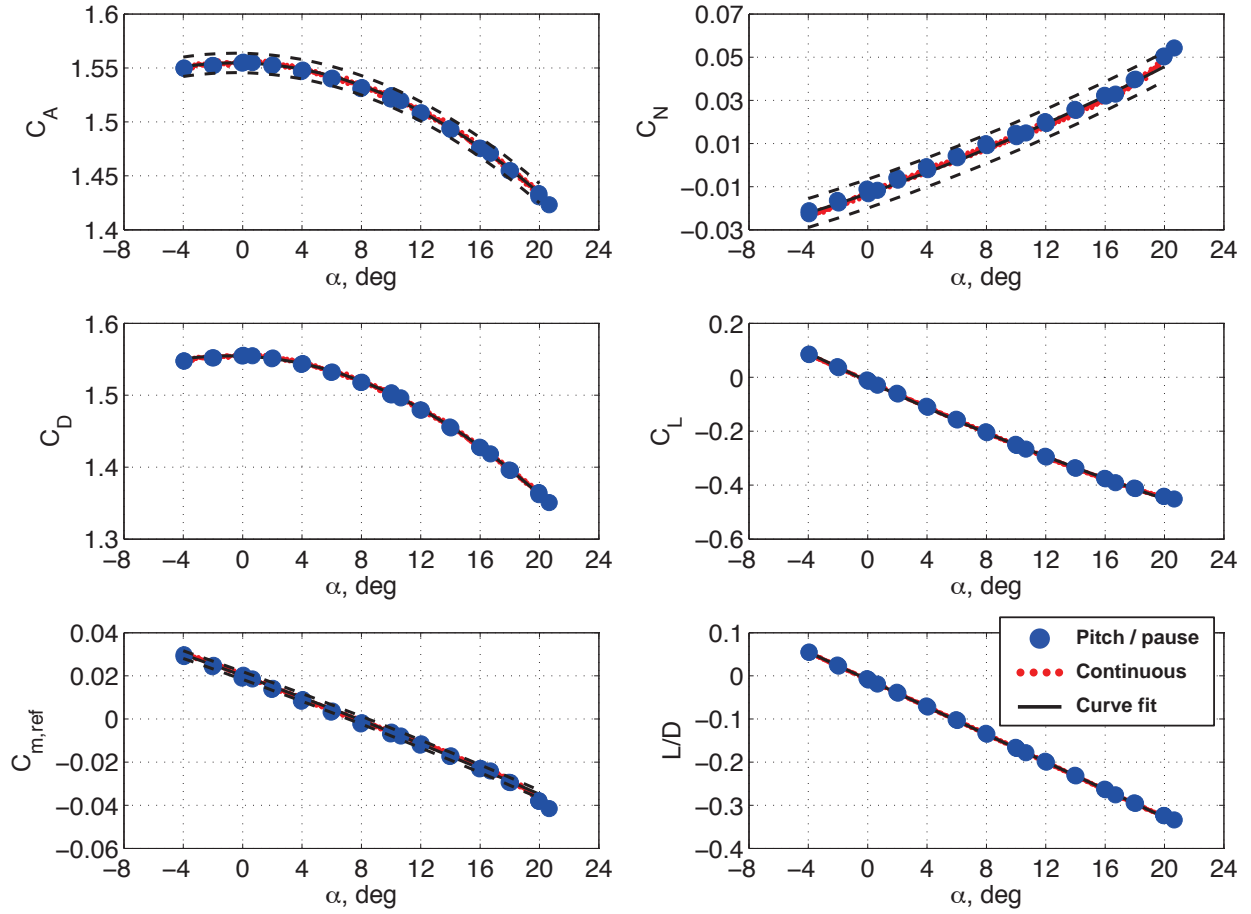 1.6
1.55
1.5
1.45
1.4
C_A
−8 −4 0 4 8 12 16 20 24
α, deg
0.07
0.05
0.03
0.01
−0.01
−0.03
C_N
−8 −4 0 4 8 12 16 20 24
α, deg
1.6
1.5
1.4
1.3
C_D
−8 −4 0 4 8 12 16 20 24
α, deg
0.2
0
−0.2
−0.4
−0.6
C_L
−8 −4 0 4 8 12 16 20 24
α, deg
0.04
0.02
0
−0.02
−0.04
−0.06
C_m,ref
−8 −4 0 4 8 12 16 20 24
α, deg
0.1
0
−0.1
−0.2
−0.3
−0.4
L/D
Pitch / pause
Continuous
Curve fit
−8 −4 0 4 8 12 16 20 24
α, deg